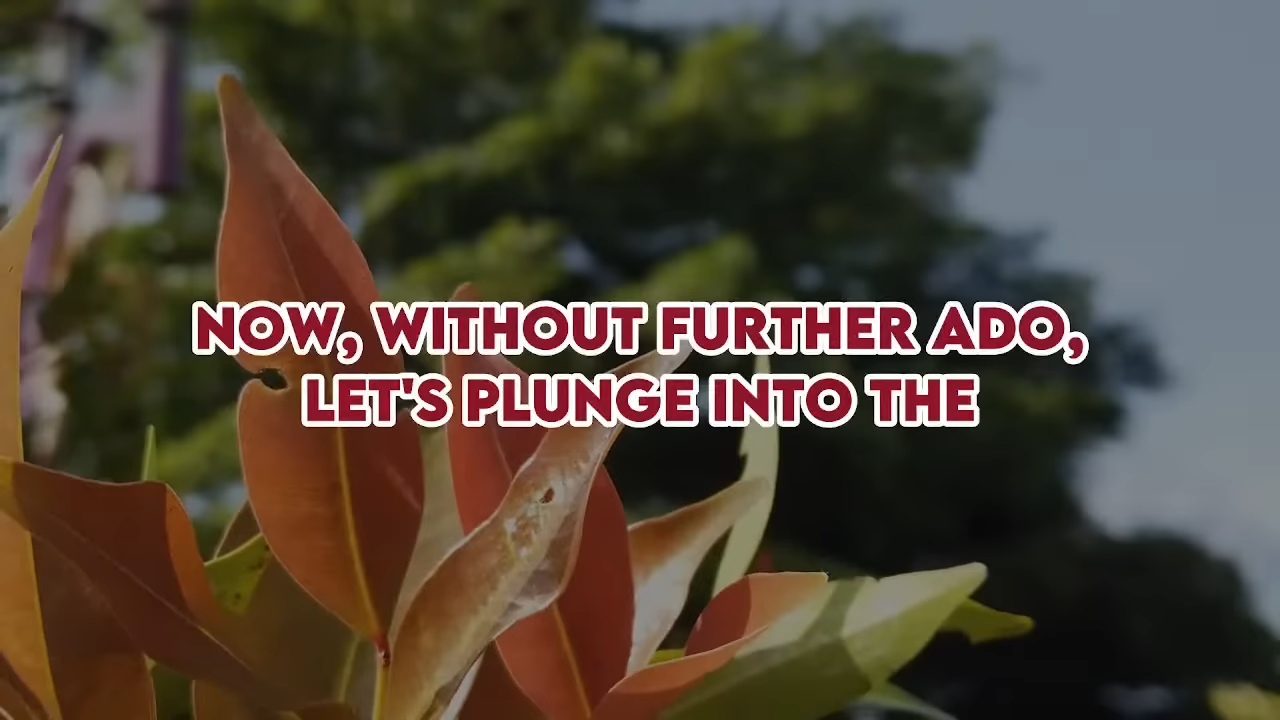 NOW, WITHOUT FURTHER ADO,
LET'S PLUNGE INTO THE